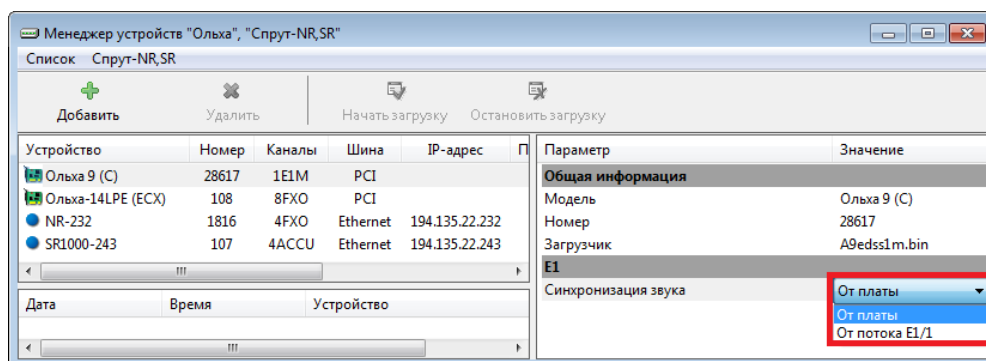 Менеджер устройств "Ольха", "Спрут-NR,SR"
Список Спрут-NR,SR
Добавить Удалить Начать загрузку Остановить загрузку
Устройство Номер Каналы Шина IP-адрес П
Ольха 9 (C) 28617 1E1M PCI
Ольха-14LPE (ECX) 108 8FXO PCI
NR-232 1816 4FXO Ethernet 194.135.22.232
SR1000-243 107 4ACCU Ethernet 194.135.22.243
Дата Время Устройство
Параметр Значение
Общая информация
Модель Ольха 9 (C)
Номер 28617
Загрузчик A9edss1m.bin
E1
Синхронизация звука От платы
От платы
От потока E1/1